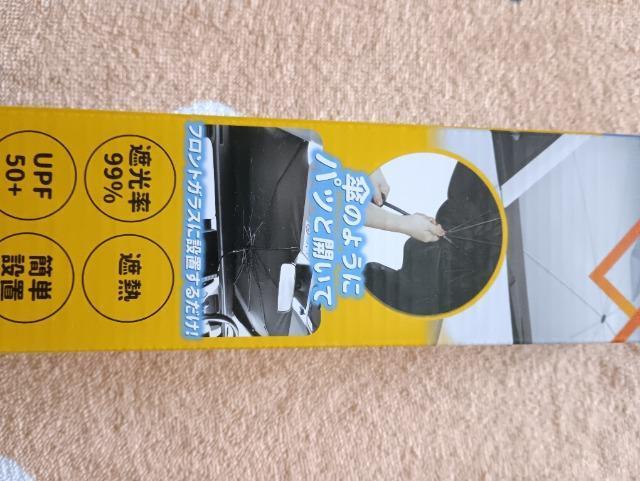 傘のように
パッと開いて
フロントガラスに設置するだけ!
遮光率
99%
遮熱
UPF
50+
簡単
設置